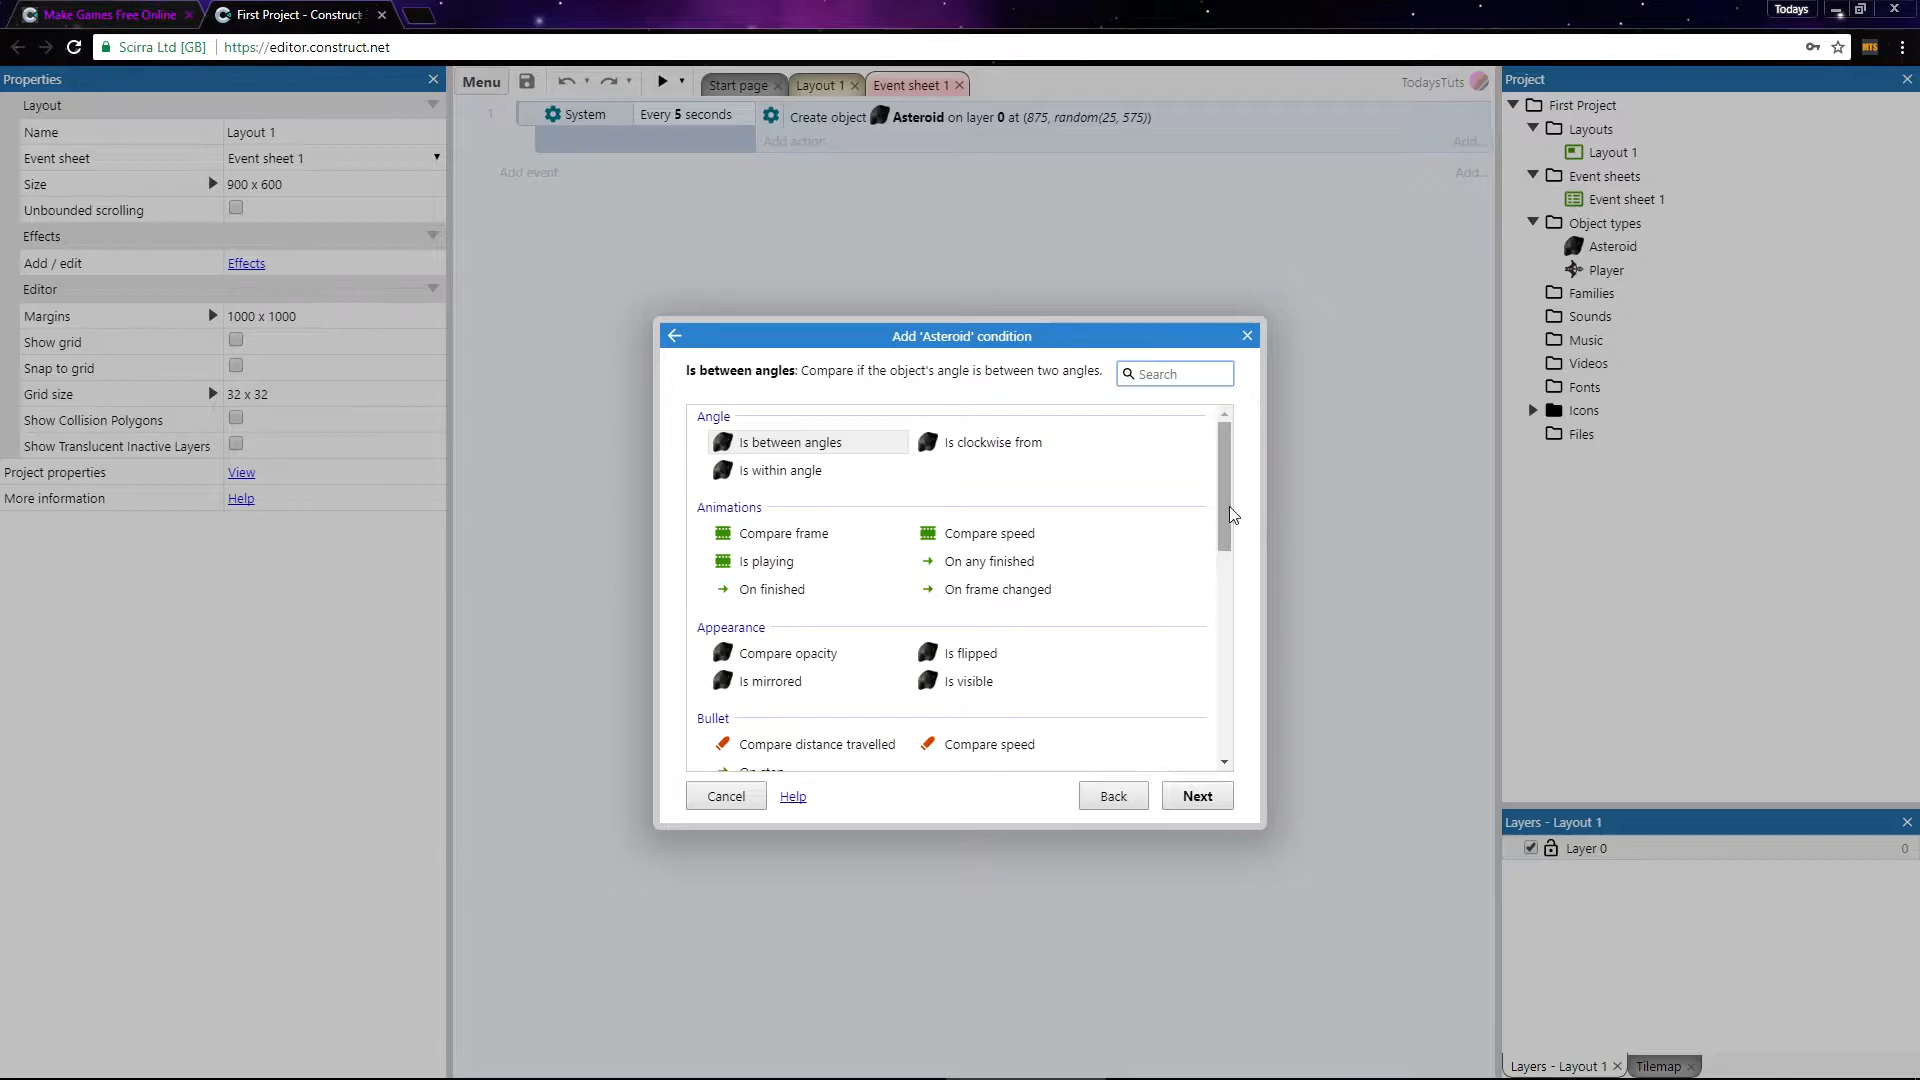 Make Games Free Online
First Project - Construct
Todays
Scirra Ltd [GB]
https://editor.construct.net
MTS
Properties
Layout
Name
Layout 1
Event sheet
Event sheet 1
Size
900 x 600
Unbounded scrolling
Effects
Add / edit
Effects
Editor
Margins
1000 x 1000
Show grid
Snap to grid
Grid size
32 x 32
Show Collision Polygons
Show Translucent Inactive Layers
Project properties
View
More information
Help
Menu
Start page
Layout 1
Event sheet 1
TodaysTuts
1
System
Every 5 seconds
Create object Asteroid on layer 0 at (875, random(25, 575))
Add action
Add...
Add event
Add...
Add 'Asteroid' condition
Is between angles: Compare if the object's angle is between two angles.
Search
Angle
Is between angles
Is clockwise from
Is within angle
Animations
Compare frame
Compare speed
Is playing
On any finished
On finished
On frame changed
Appearance
Compare opacity
Is flipped
Is mirrored
Is visible
Bullet
Compare distance travelled
Compare speed
Cancel
Help
Back
Next
Project
First Project
Layouts
Layout 1
Event sheets
Event sheet 1
Object types
Asteroid
Player
Families
Sounds
Music
Videos
Fonts
Icons
Files
Layers - Layout 1
Layer 0
0
Layers - Layout 1
Tilemap